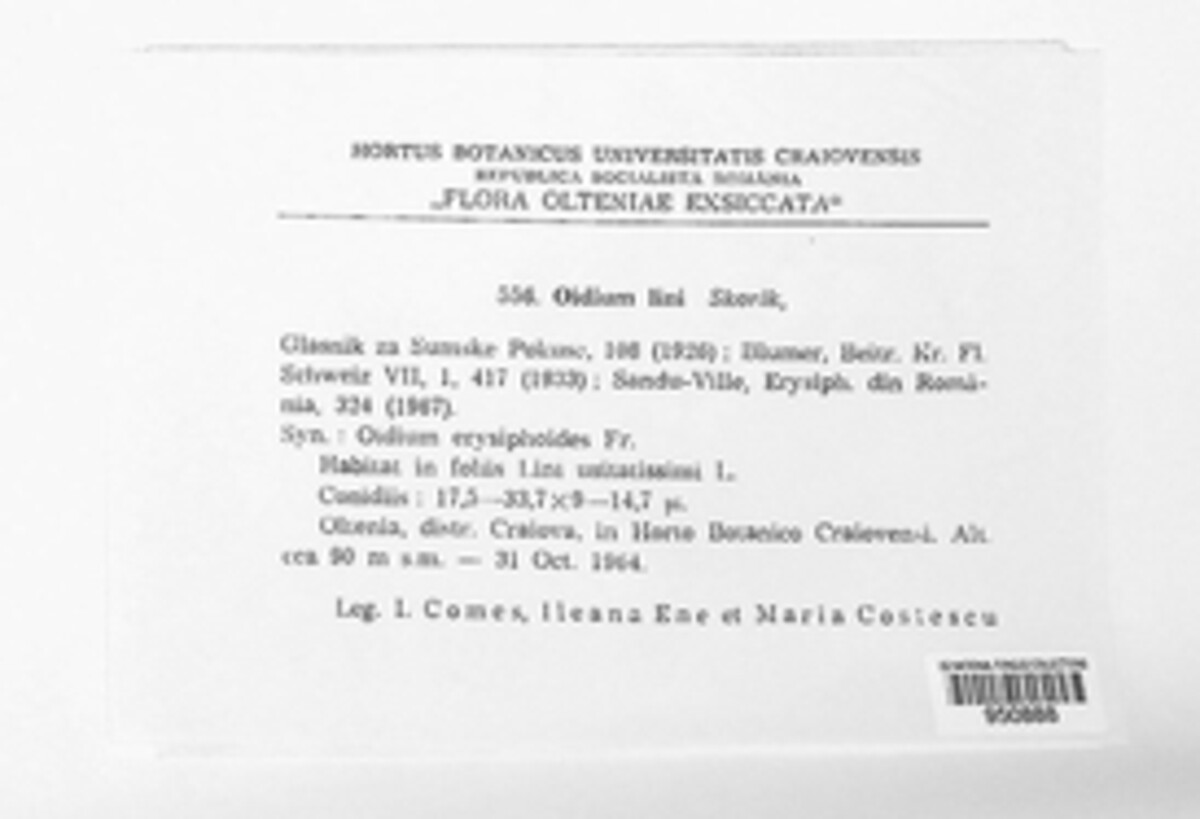 HORTUS BOTANICUS UNIVERSITATIS CRAIOVENSIS
REPUBLICA SOCIALISTA ROMÂNIA
„FLORA OLTENIAE EXSICCATA“
556. Oidium lini Skorik,
Glasnik za Sumske Pokuse, 106 (1926) ; Blumer, Beitr. Kr. Fl.
Schweiz VII, 1, 417 (1933) ; Sandu-Ville, Erysiph. din Româ-
nia, 324 (1967).
Syn. : Oidium erysiphoides Fr.
Habitat in foliis Lini usitatissimi L.
Conidiis : 17,5—33,7×9—14,7 µ.
Oltenia, distr. Craiova, in Horto Botanico Craiovensi. Alt.
cca 90 m s.m. — 31 Oct. 1964.
Leg. I. Comes, Ileana Ene et Maria Costescu
950888